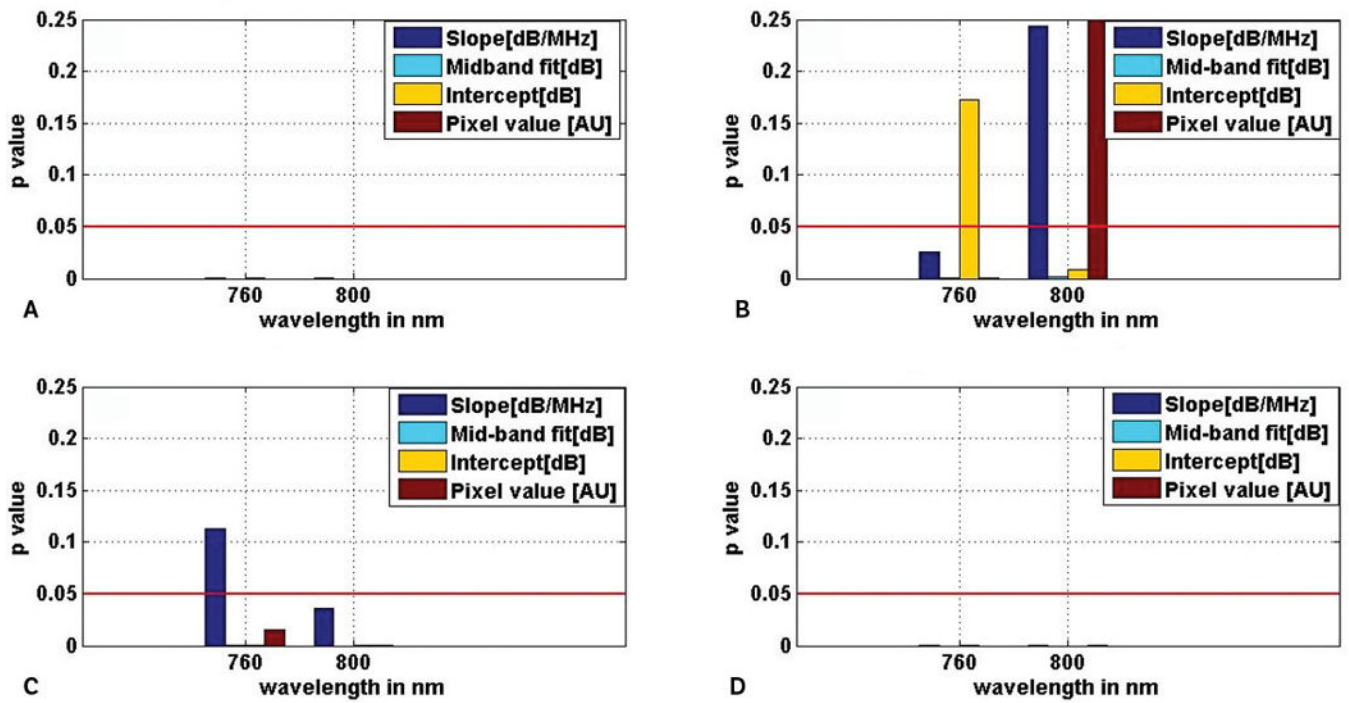 0.25
0.2
0.15
0.1
0.05
0
p value
760 800
wavelength in nm
Slope[dB/MHz]
Midband fit[dB]
Intercept[dB]
Pixel value [AU]
A
0.25
0.2
0.15
0.1
0.05
0
p value
760 800
wavelength in nm
Slope[dB/MHz]
Mid-band fit[dB]
Intercept[dB]
Pixel value [AU]
B
0.25
0.2
0.15
0.1
0.05
0
p value
760 800
wavelength in nm
Slope[dB/MHz]
Mid-band fit[dB]
Intercept[dB]
Pixel value [AU]
C
0.25
0.2
0.15
0.1
0.05
0
p value
760 800
wavelength in nm
Slope[dB/MHz]
Mid-band fit[dB]
Intercept[dB]
Pixel value [AU]
D